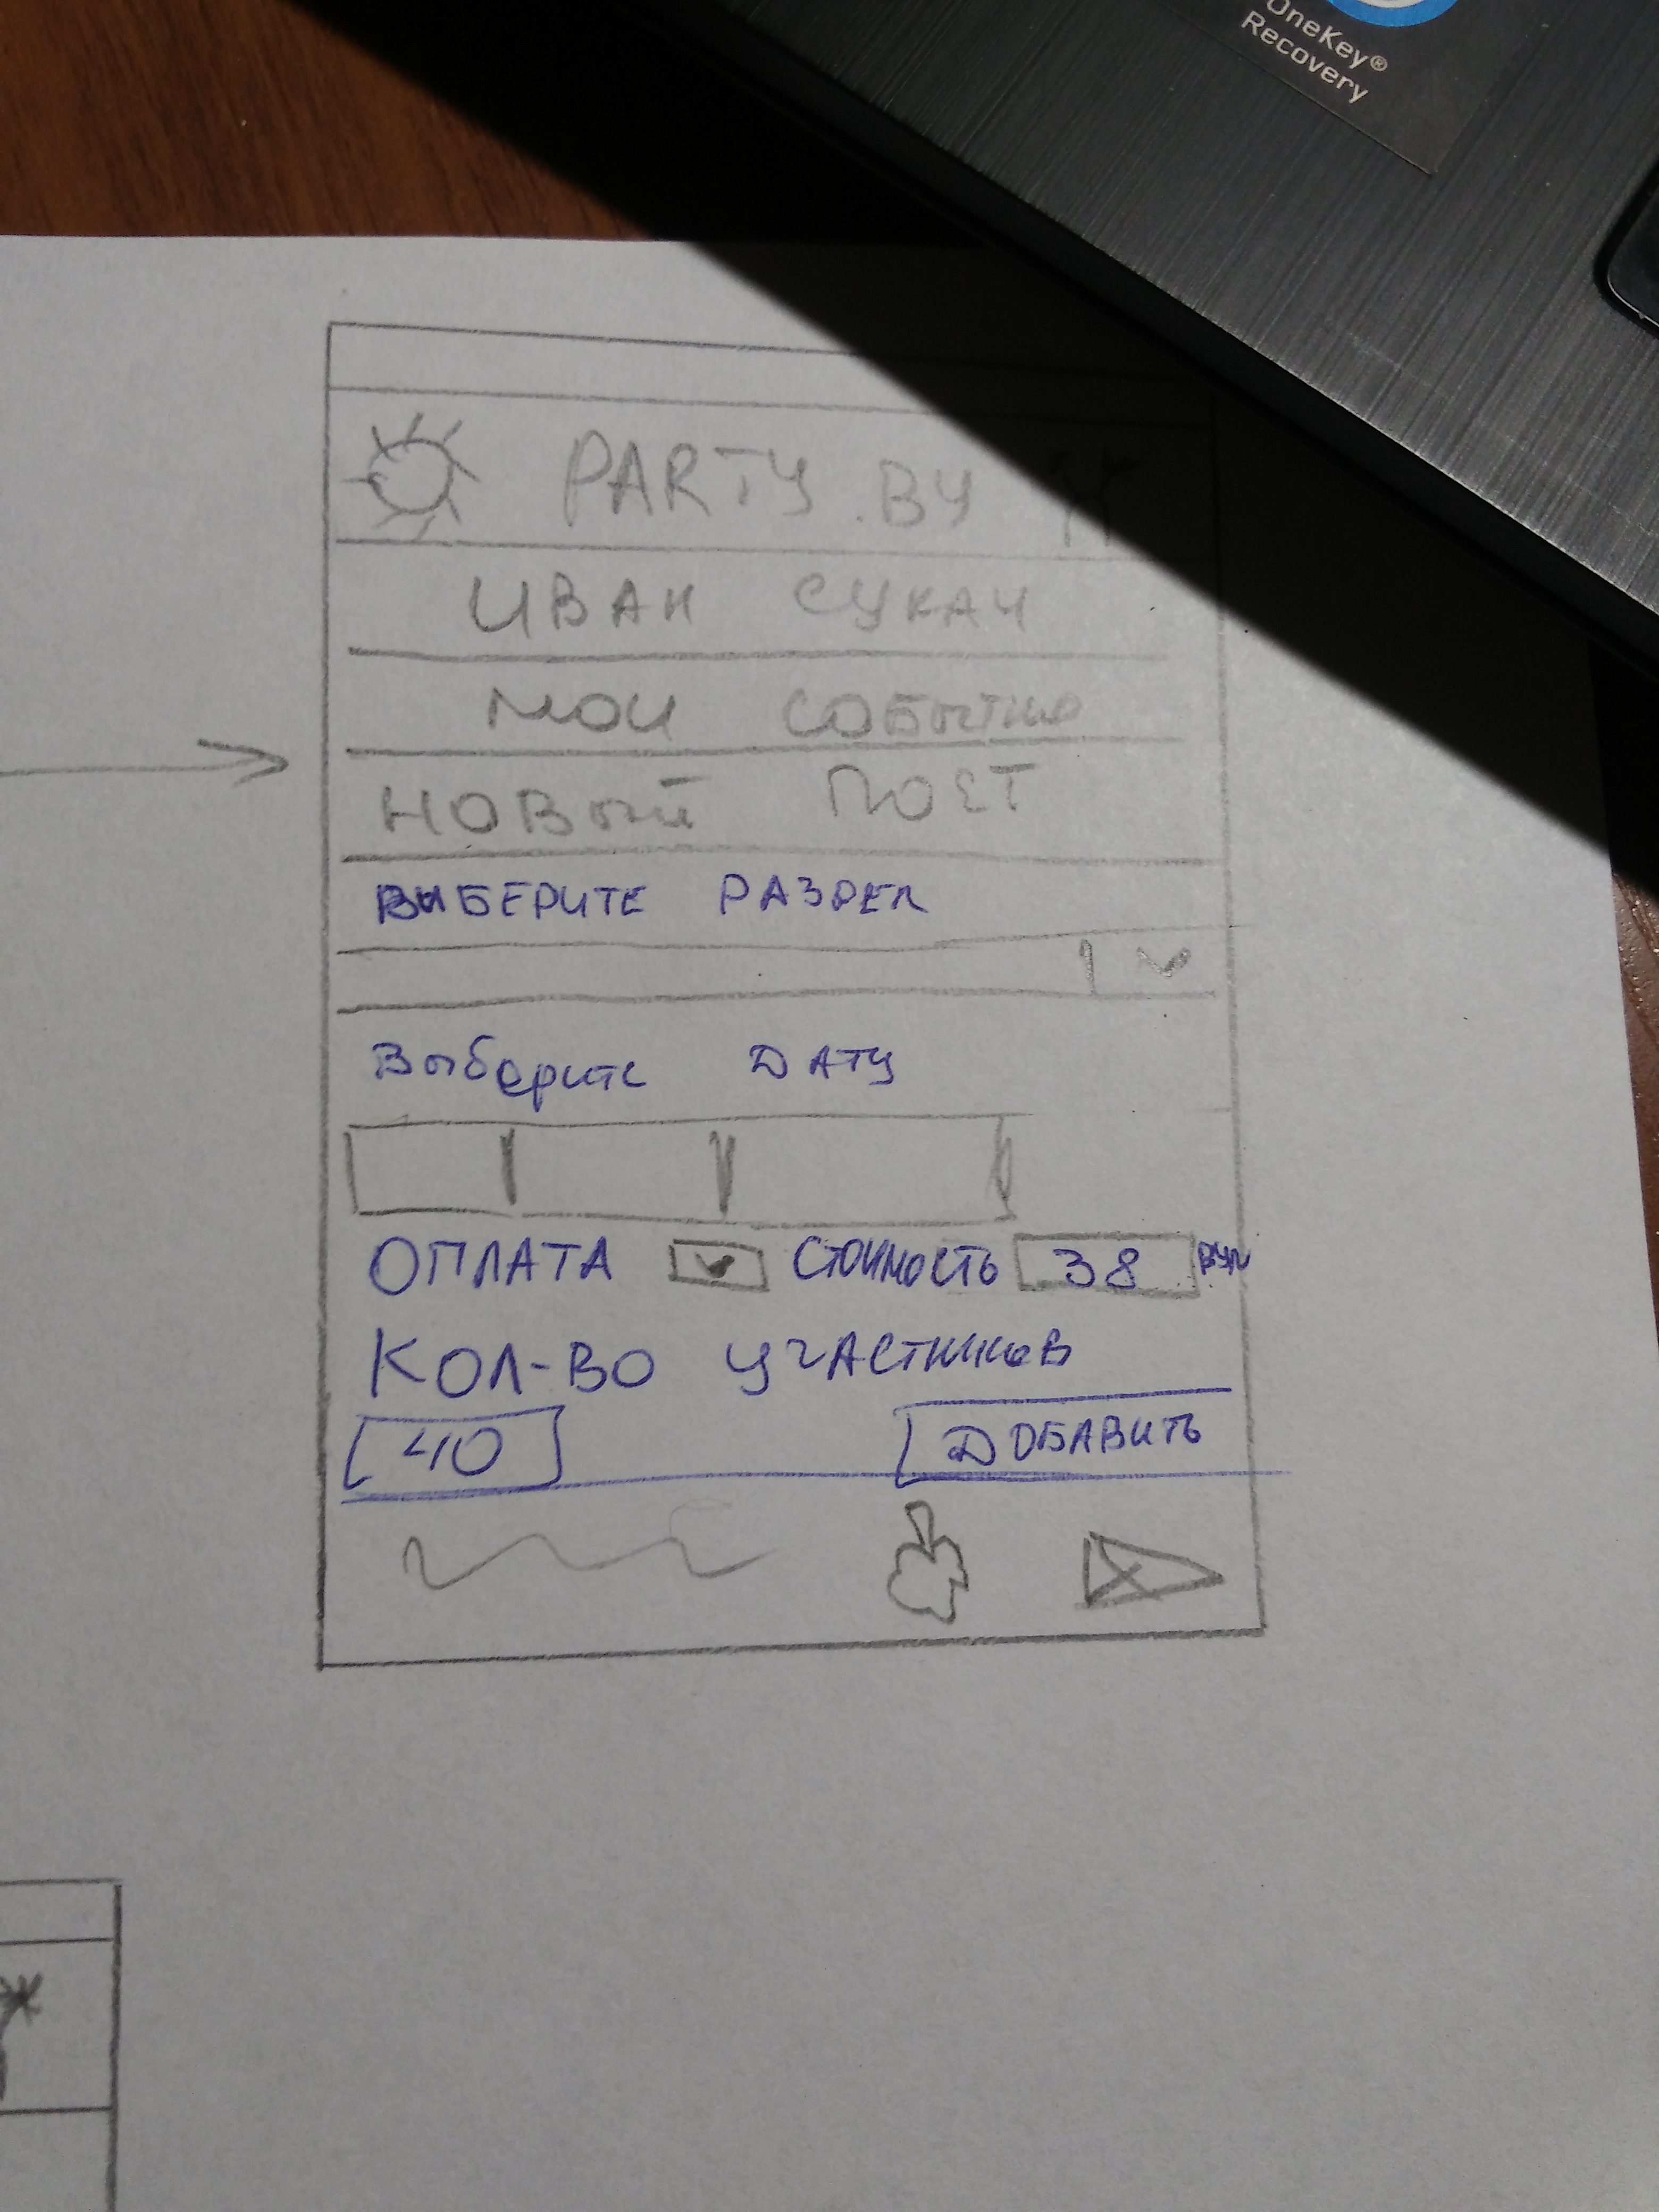 OneKey®
Recovery
PARTY.BY
ИВАН СУКАЧ
МОИ СОБЫТИЯ
НОВЫЙ ПОСТ
ВЫБЕРИТЕ РАЗДЕЛ
Выберите ДАТУ
ОПЛАТА СТОИМОСТЬ 38 BYN
КОЛ-ВО УЧАСТНИКОВ
40 ДОБАВИТЬ